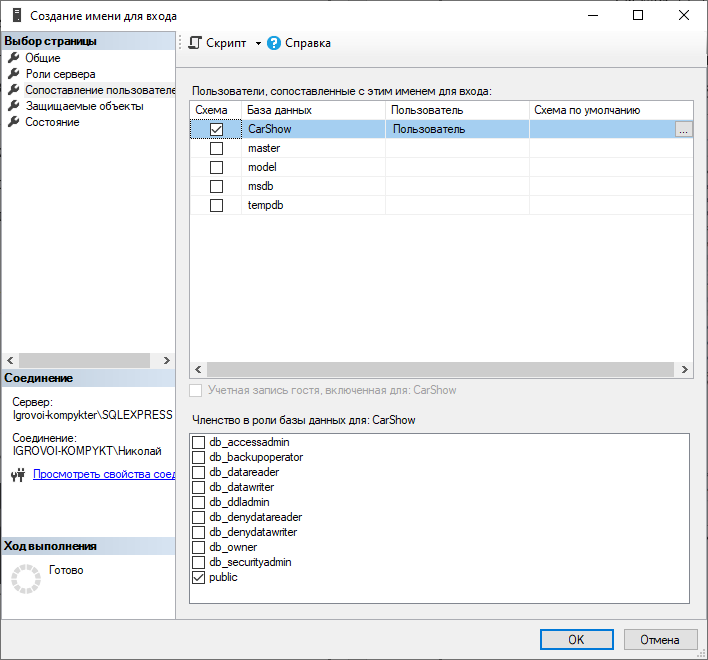 Создание имени для входа
Выбор страницы
Общие
Роли сервера
Сопоставление пользователе
Защищаемые объекты
Состояние
Скрипт
Справка
Пользователи, сопоставленные с этим именем для входа:
Схема База данных Пользователь Схема по умолчанию
CarShow Пользователь ...
master
model
msdb
tempdb
Учетная запись гостя, включенная для: CarShow
Членство в роли базы данных для: CarShow
db_accessadmin
db_backupoperator
db_datareader
db_datawriter
db_ddladmin
db_denydatareader
db_denydatawriter
db_owner
db_securityadmin
public
Соединение
Сервер:
Igrovoi-kompykter\SQLEXPRESS
Соединение:
IGROVOI-KOMPYKT\Николай
Просмотреть свойства соед
Ход выполнения
Готово
OK
Отмена